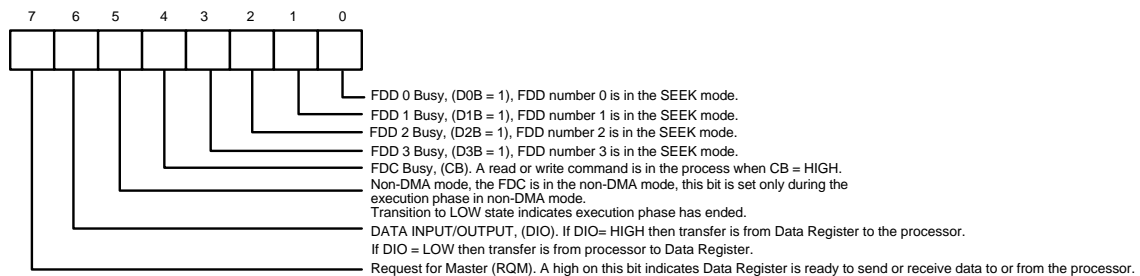 7 6 5 4 3 2 1 0
FDD 0 Busy, (D0B = 1), FDD number 0 is in the SEEK mode.
FDD 1 Busy, (D1B = 1), FDD number 1 is in the SEEK mode.
FDD 2 Busy, (D2B = 1), FDD number 2 is in the SEEK mode.
FDD 3 Busy, (D3B = 1), FDD number 3 is in the SEEK mode.
FDC Busy, (CB). A read or write command is in the process when CB = HIGH.
Non-DMA mode, the FDC is in the non-DMA mode, this bit is set only during the
execution phase in non-DMA mode.
Transition to LOW state indicates execution phase has ended.
DATA INPUT/OUTPUT, (DIO). If DIO= HIGH then transfer is from Data Register to the processor.
If DIO = LOW then transfer is from processor to Data Register.
Request for Master (RQM). A high on this bit indicates Data Register is ready to send or receive data to or from the processor.